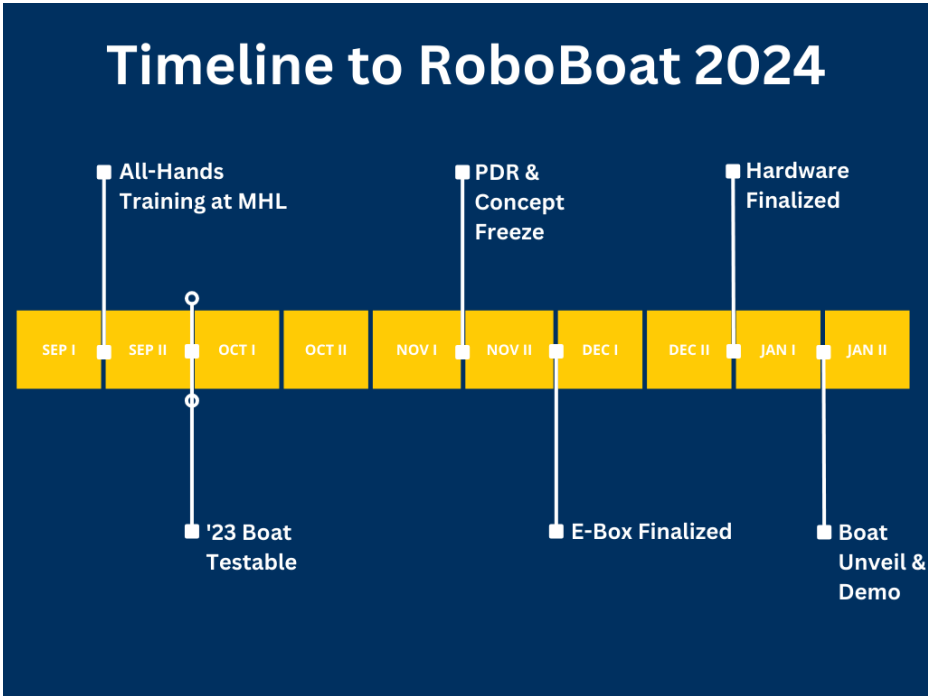 Timeline to RoboBoat 2024
All-Hands
Training at MHL
PDR &
Concept
Freeze
Hardware
Finalized
SEP I
SEP II
OCT I
OCT II
NOV I
NOV II
DEC I
DEC II
JAN I
JAN II
'23 Boat
Testable
E-Box Finalized
Boat
Unveil &
Demo